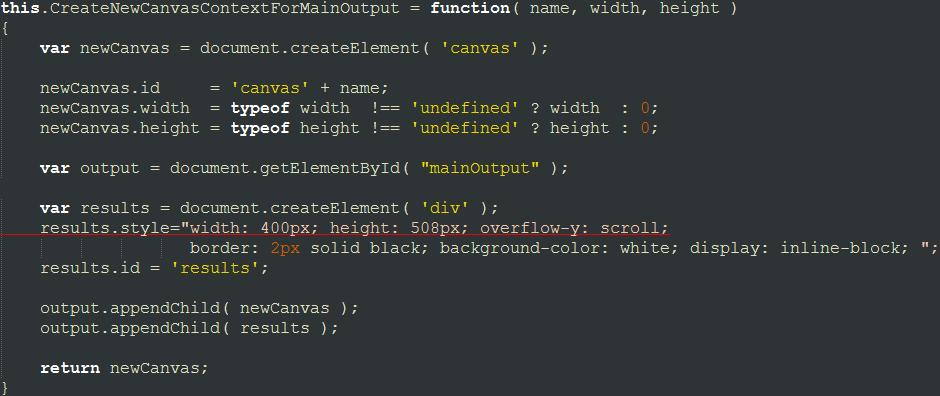 this.CreateNewCanvasContextForMainOutput = function( name, width, height )
{
    var newCanvas = document.createElement( 'canvas' );

    newCanvas.id     = 'canvas' + name;
    newCanvas.width  = typeof width  !== 'undefined' ? width  : 0;
    newCanvas.height = typeof height !== 'undefined' ? height : 0;

    var output = document.getElementById( "mainOutput" );

    var results = document.createElement( 'div' );
    results.style="width: 400px; height: 508px; overflow-y: scroll;
                   border: 2px solid black; background-color: white; display: inline-block; ";
    results.id = 'results';

    output.appendChild( newCanvas );
    output.appendChild( results );

    return newCanvas;
}